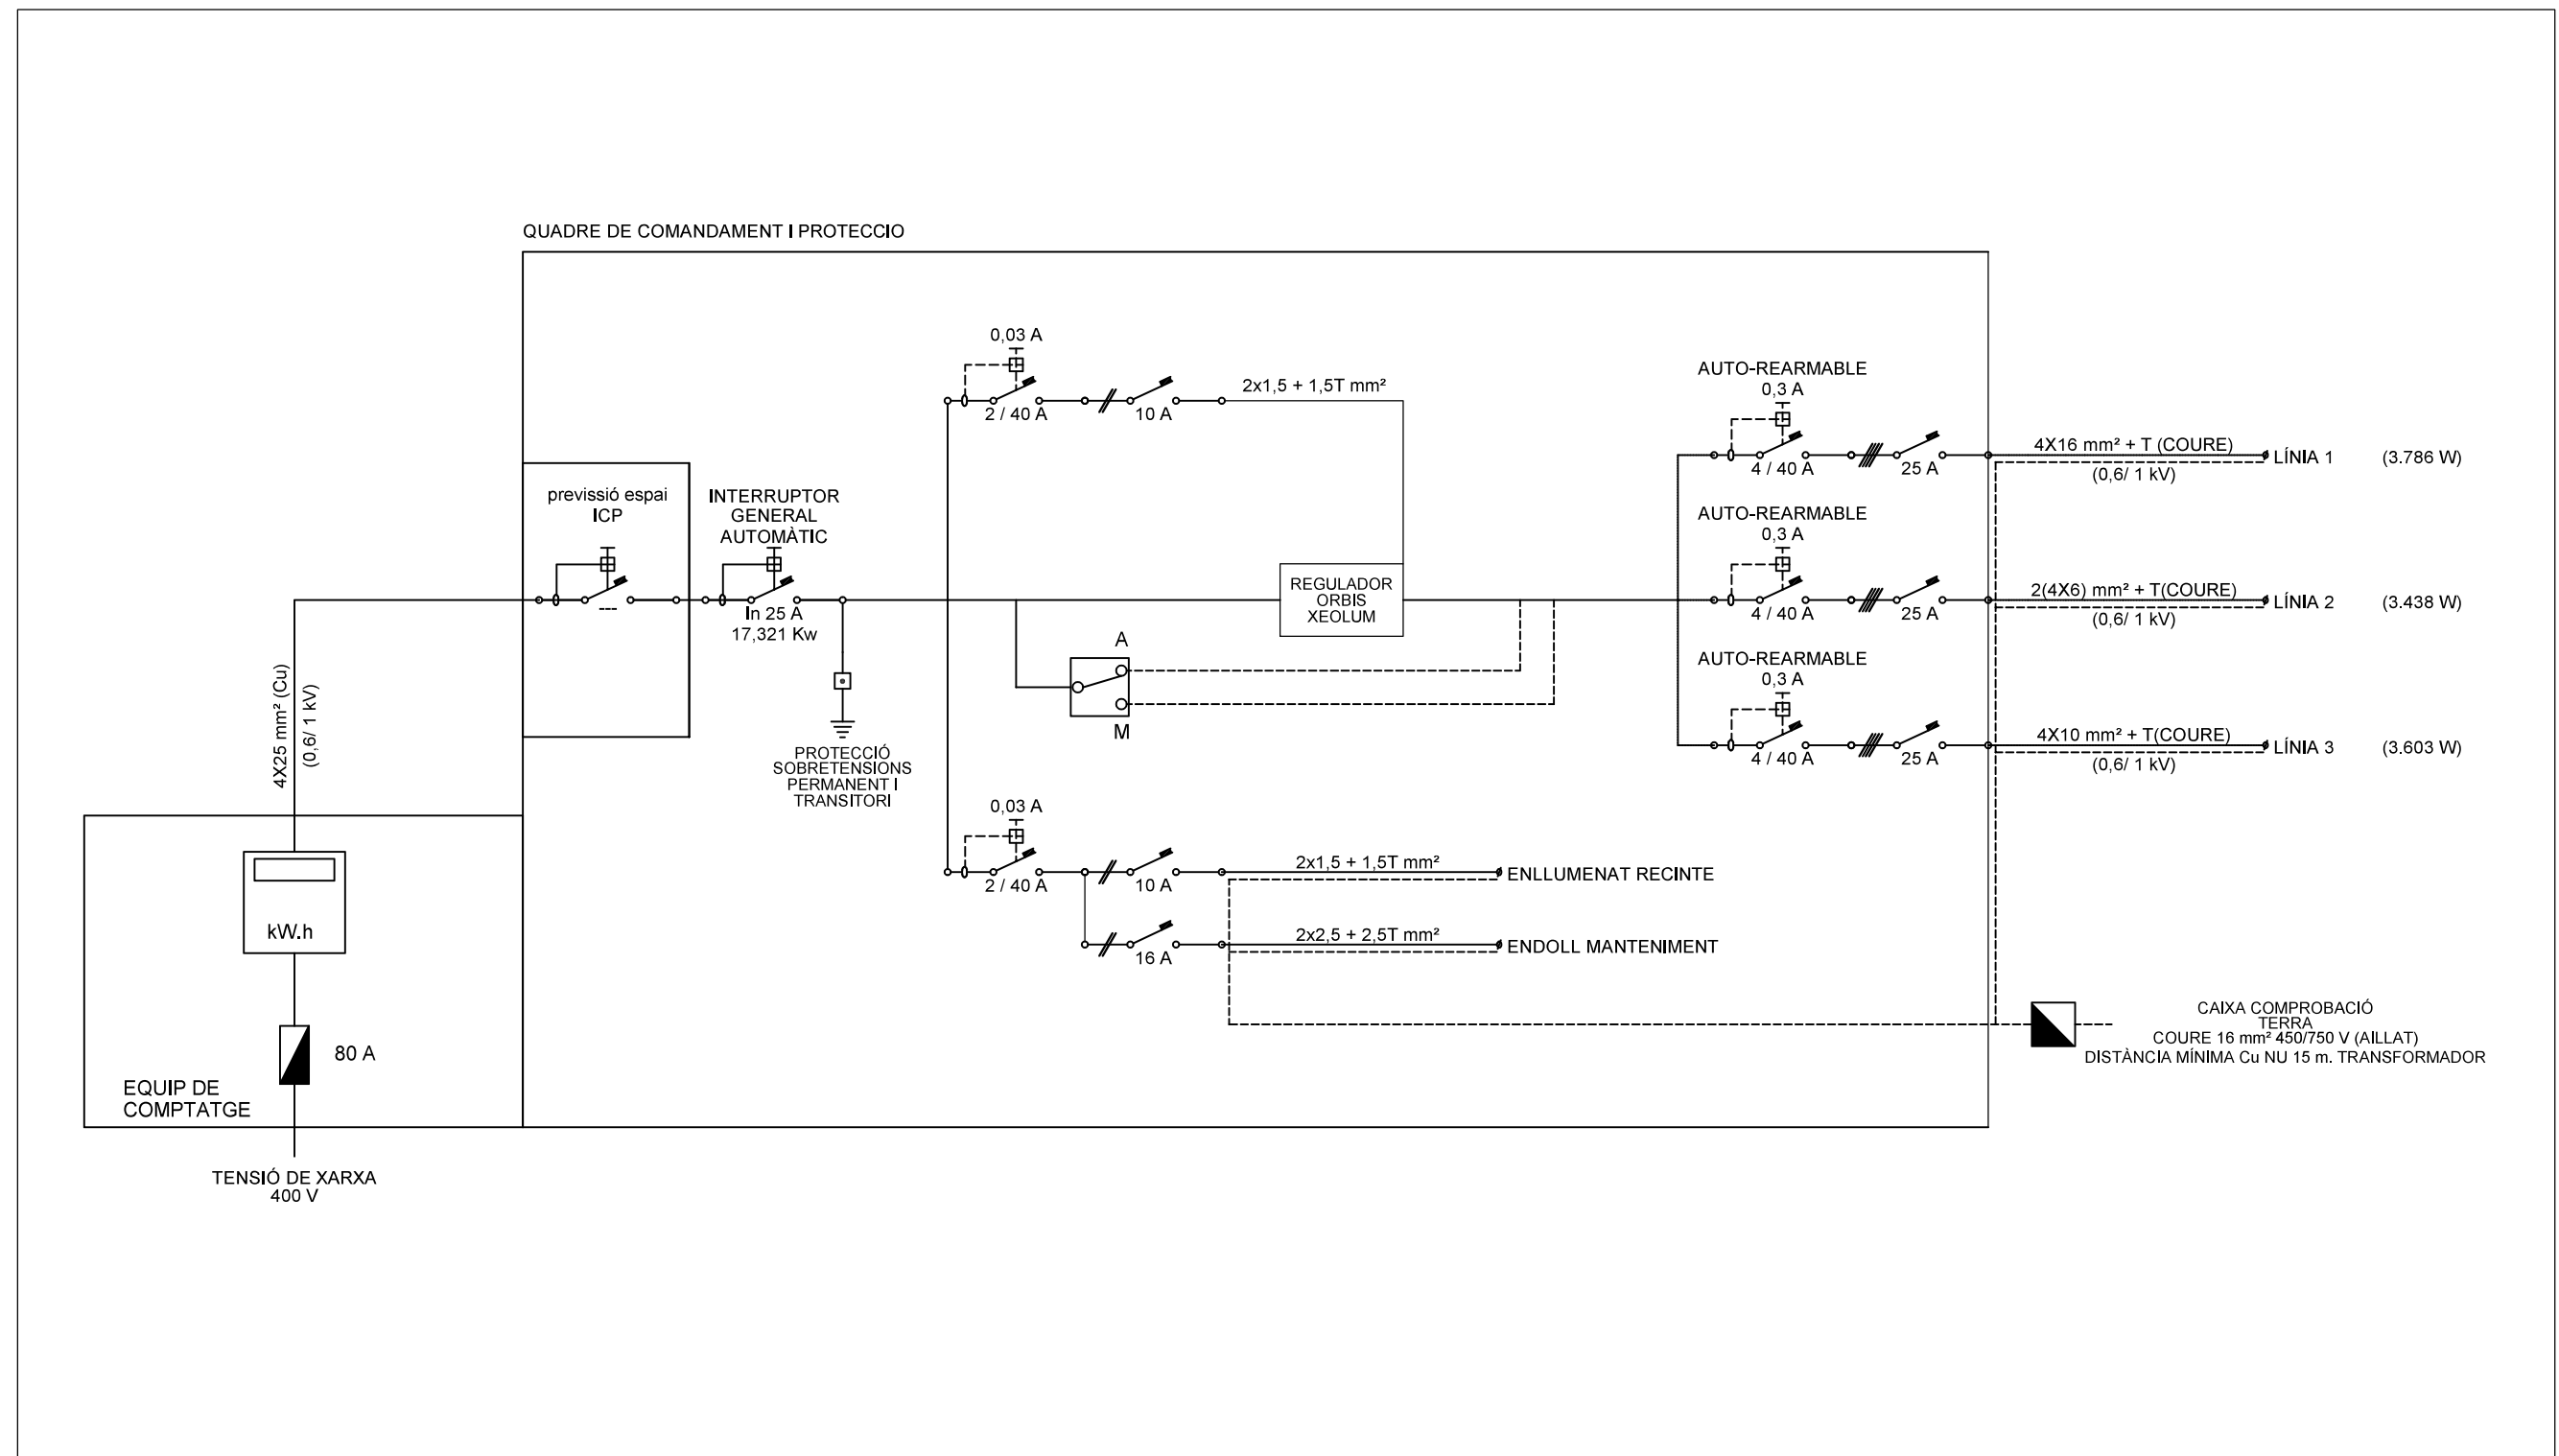 QUADRE DE COMANDAMENT I PROTECCIO
0,03 A
2 / 40 A
10 A
2x1,5 + 1,5T mm²
AUTO-REARMABLE
0,3 A
4 / 40 A
25 A
4X16 mm² + T (COURE)
(0,6/ 1 kV)
LÍNIA 1
(3.786 W)
previssió espai
ICP
---
INTERRUPTOR
GENERAL
AUTOMÀTIC
In 25 A
17,321 Kw
REGULADOR
ORBIS
XEOLUM
AUTO-REARMABLE
0,3 A
4 / 40 A
25 A
2(4X6) mm² + T(COURE)
(0,6/ 1 kV)
LÍNIA 2
(3.438 W)
A
M
AUTO-REARMABLE
0,3 A
4 / 40 A
25 A
4X10 mm² + T(COURE)
(0,6/ 1 kV)
LÍNIA 3
(3.603 W)
4X25 mm² (Cu)
(0,6/ 1 kV)
PROTECCIÓ
SOBRETENSIONS
PERMANENT I
TRANSITORI
0,03 A
2 / 40 A
10 A
2x1,5 + 1,5T mm²
ENLLUMENAT RECINTE
16 A
2x2,5 + 2,5T mm²
ENDOLL MANTENIMENT
kW.h
80 A
EQUIP DE
COMPTATGE
TENSIÓ DE XARXA
400 V
CAIXA COMPROBACIÓ
TERRA
COURE 16 mm² 450/750 V (AILLAT)
DISTÀNCIA MÍNIMA Cu NU 15 m. TRANSFORMADOR